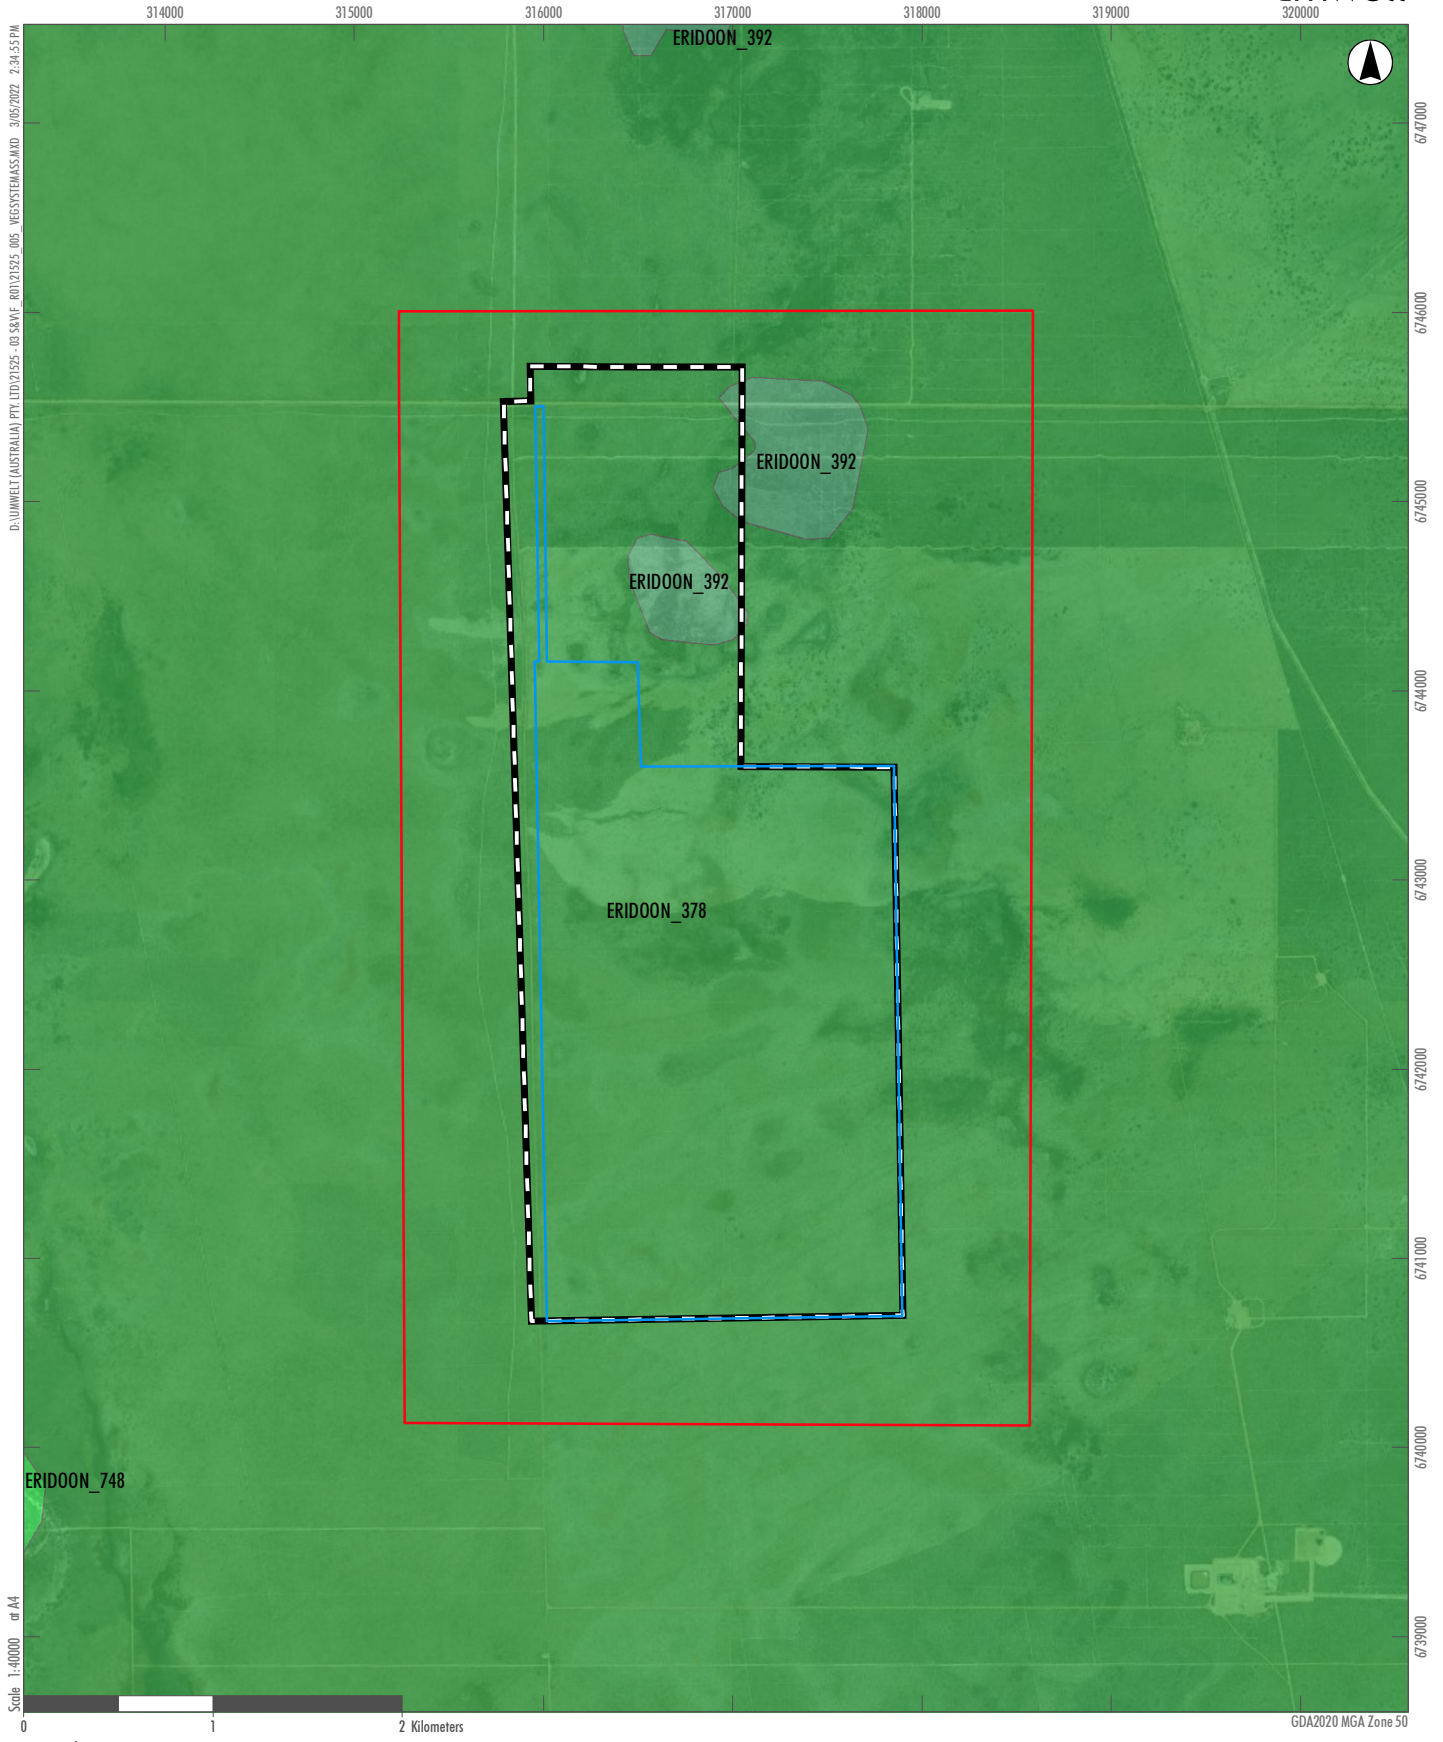 314000 315000 316000 317000 318000 319000 320000
D:\UMWELT (AUSTRALIA) PTY. LTD\21525 - 03 S&V\F_R01\21525_005_VEGSYSTEMASS.MXD 3/05/2022 2:34:55 PM
ERIDOON_392
6747000
6746000
ERIDOON_392
6745000
ERIDOON_392
6744000
6743000
ERIDOON_378
6742000
6741000
6740000
ERIDOON_748
6739000
Scale 1:40000 at A4
0 1 2 Kilometers
GDA2020 MGA Zone 50